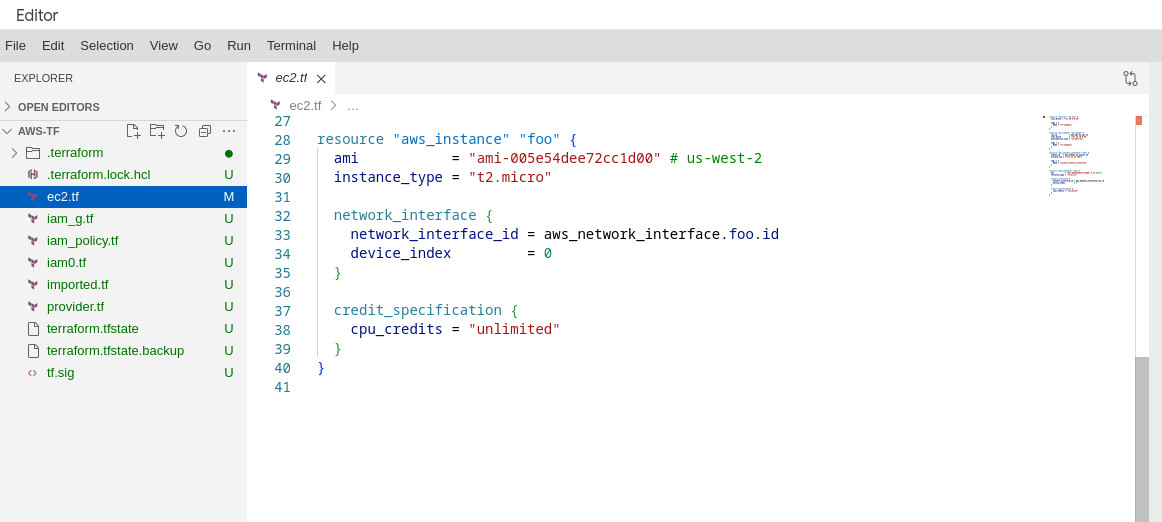 Editor
File Edit Selection View Go Run Terminal Help
EXPLORER
OPEN EDITORS
AWS-TF
.terraform
.terraform.lock.hcl U
ec2.tf M
iam_g.tf U
iam_policy.tf U
iam0.tf U
imported.tf U
provider.tf U
terraform.tfstate U
terraform.tfstate.backup U
tf.sig U
ec2.tf
ec2.tf > ...
27
28 resource "aws_instance" "foo" {
29   ami           = "ami-005e54dee72cc1d00" # us-west-2
30   instance_type = "t2.micro"
31
32   network_interface {
33     network_interface_id = aws_network_interface.foo.id
34     device_index         = 0
35   }
36
37   credit_specification {
38     cpu_credits = "unlimited"
39   }
40 }
41